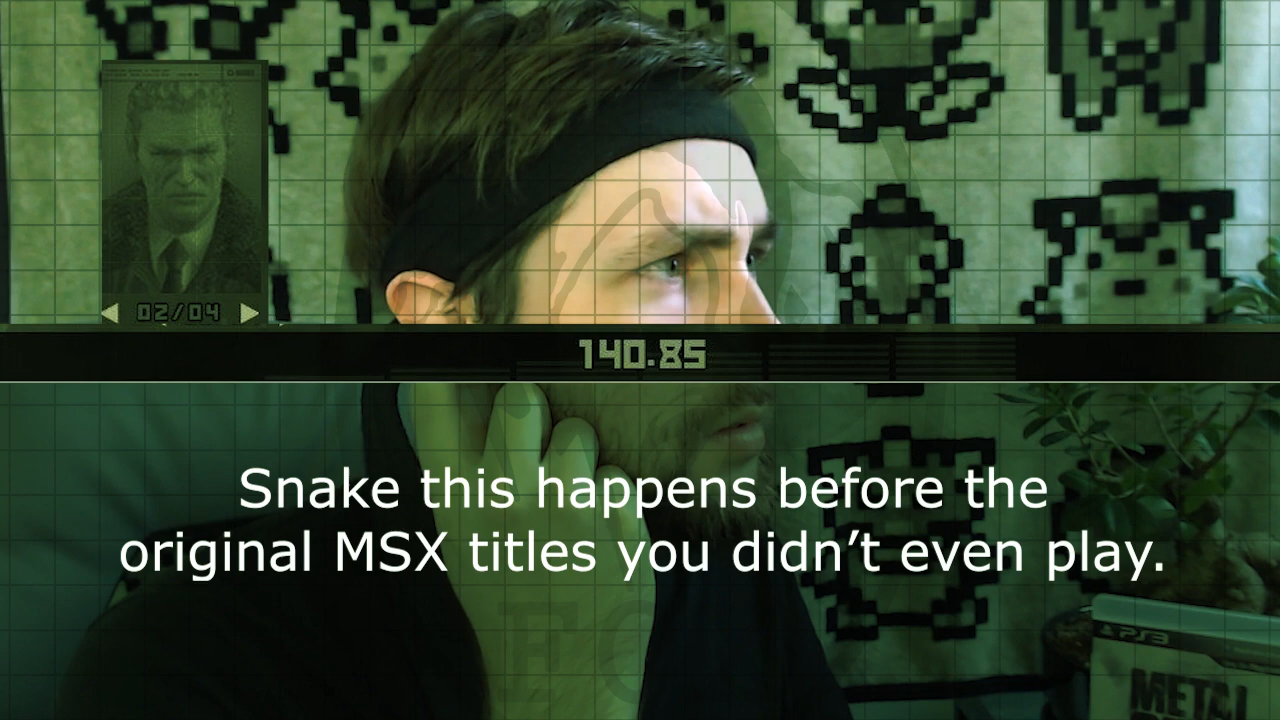 02/04
140.85
Snake this happens before the
original MSX titles you didn’t even play.
PS3
METAL